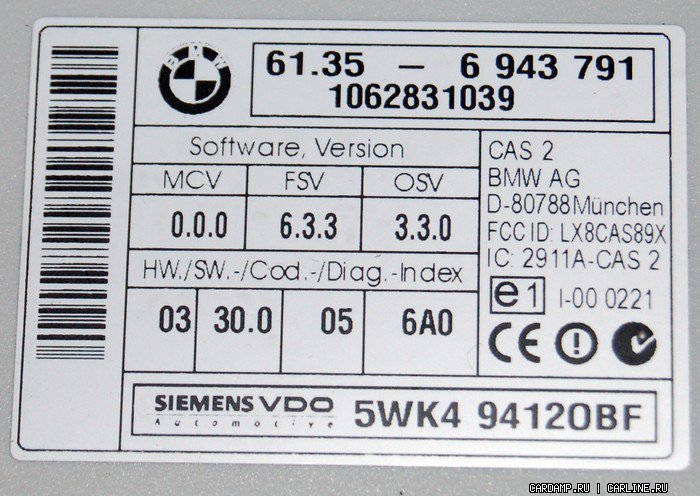 BMW
61.35 – 6 943 791
1062831039
Software, Version
MCV FSV OSV
0.0.0 6.3.3 3.3.0
HW./SW.-/Cod.-/Diag.-Index
03 30.0 05 6A0
CAS 2
BMW AG
D-80788München
FCC ID: LX8CAS89X
IC: 2911A-CAS 2
e1 I-00 0221
CE
SIEMENS VDO
Automotive
5WK4 94120BF
CARDAMP.RU | CARLINE.RU